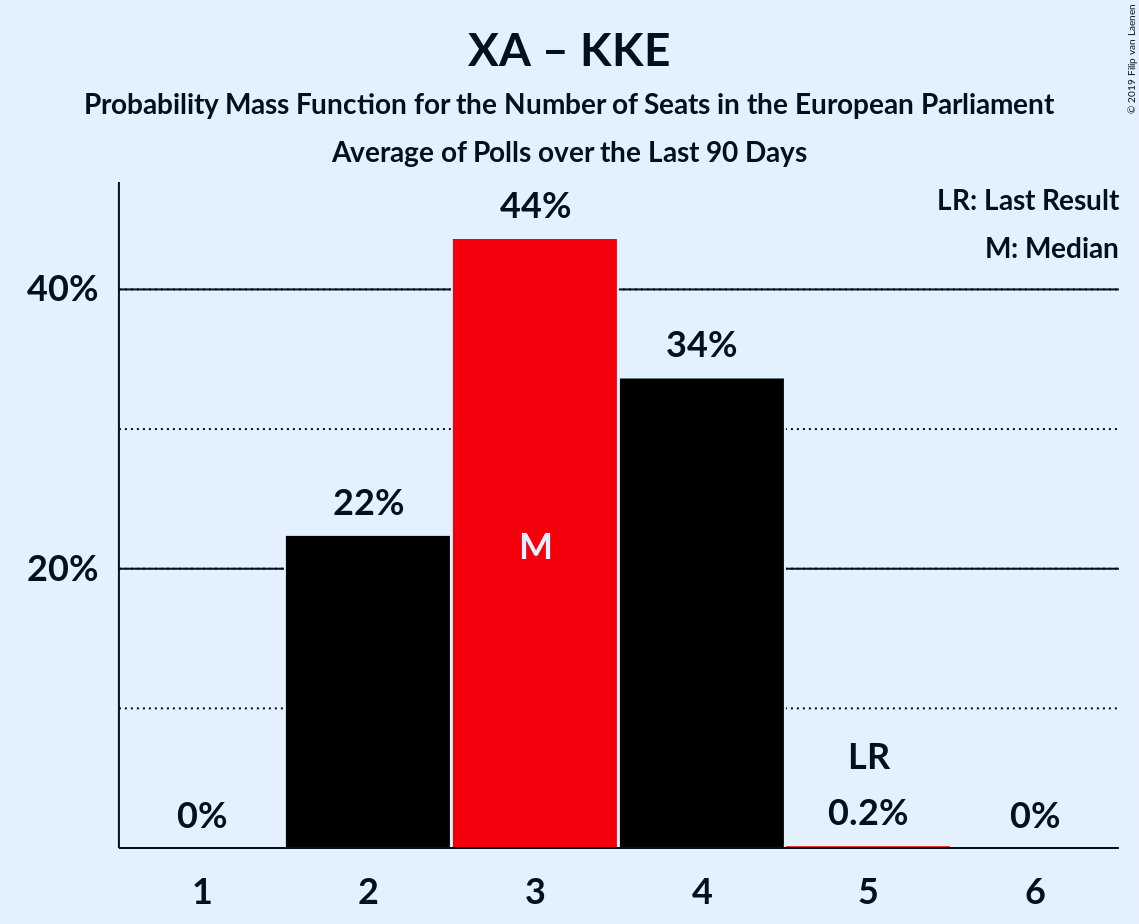 XA – KKE
Probability Mass Function for the Number of Seats in the European Parliament
Average of Polls over the Last 90 Days
© 2019 Filip van Laenen
LR: Last Result
M: Median
44%
40%
34%
22%
M
20%
LR
0%
0.2%
0%
1 2 3 4 5 6